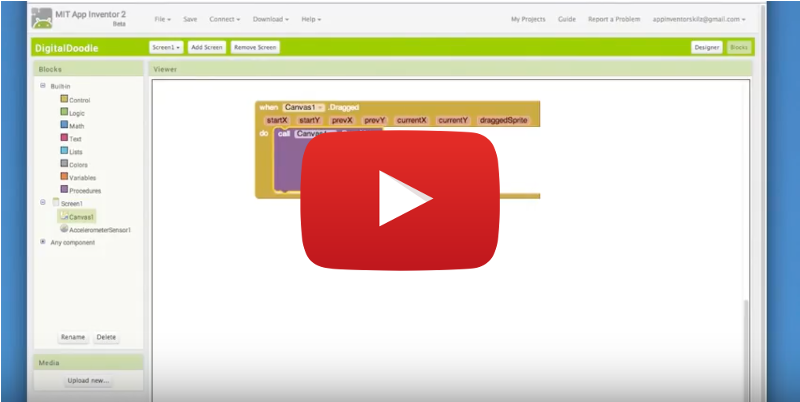 MIT App Inventor 2
Beta
File Save Connect Download Help
My Projects Guide Report a Problem appinventorskilz@gmail.com
DigitalDoodle
Screen1 Add Screen Remove Screen
Designer Blocks
Blocks
Viewer
Built-in
Control
Logic
Math
Text
Lists
Colors
Variables
Procedures
Screen1
Canvas1
AccelerometerSensor1
Any component
Rename Delete
Media
Upload new...
when Canvas1 .Dragged
startX startY prevX prevY currentX currentY draggedSprite
do call